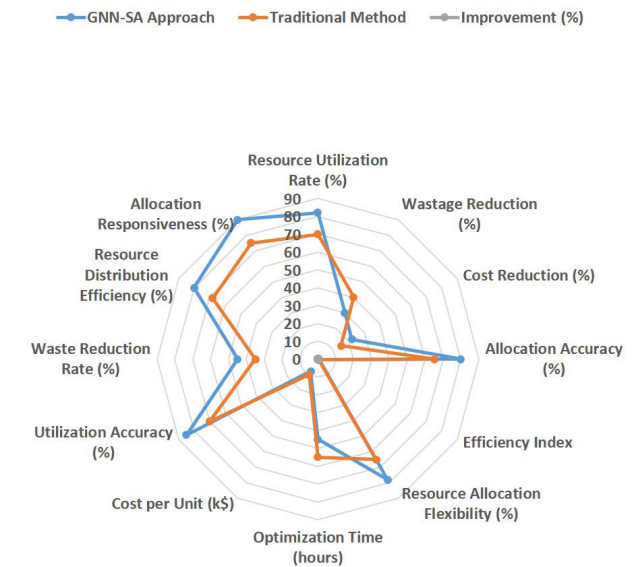 GNN-SA Approach
Traditional Method
Improvement (%)
Resource Utilization
Rate (%)
Wastage Reduction
(%)
Cost Reduction (%)
Allocation Accuracy
(%)
Efficiency Index
Resource Allocation
Flexibility (%)
Optimization Time
(hours)
Cost per Unit (k$)
Utilization Accuracy
(%)
Waste Reduction
Rate (%)
Resource
Distribution
Efficiency (%)
Allocation
Responsiveness (%)
90
80
70
60
50
40
30
20
10
0